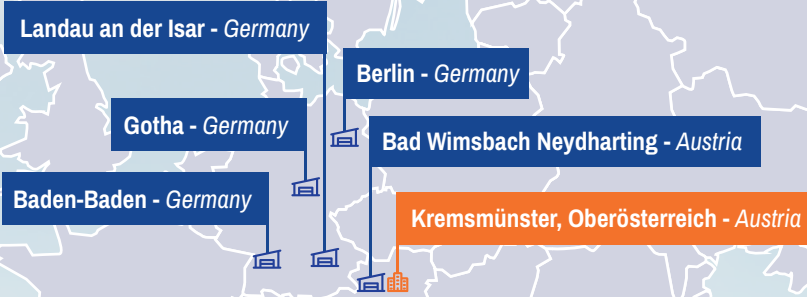 Landau an der Isar - Germany
Berlin - Germany
Gotha - Germany
Bad Wimsbach Neydharting - Austria
Baden-Baden - Germany
Kremsmünster, Oberösterreich - Austria